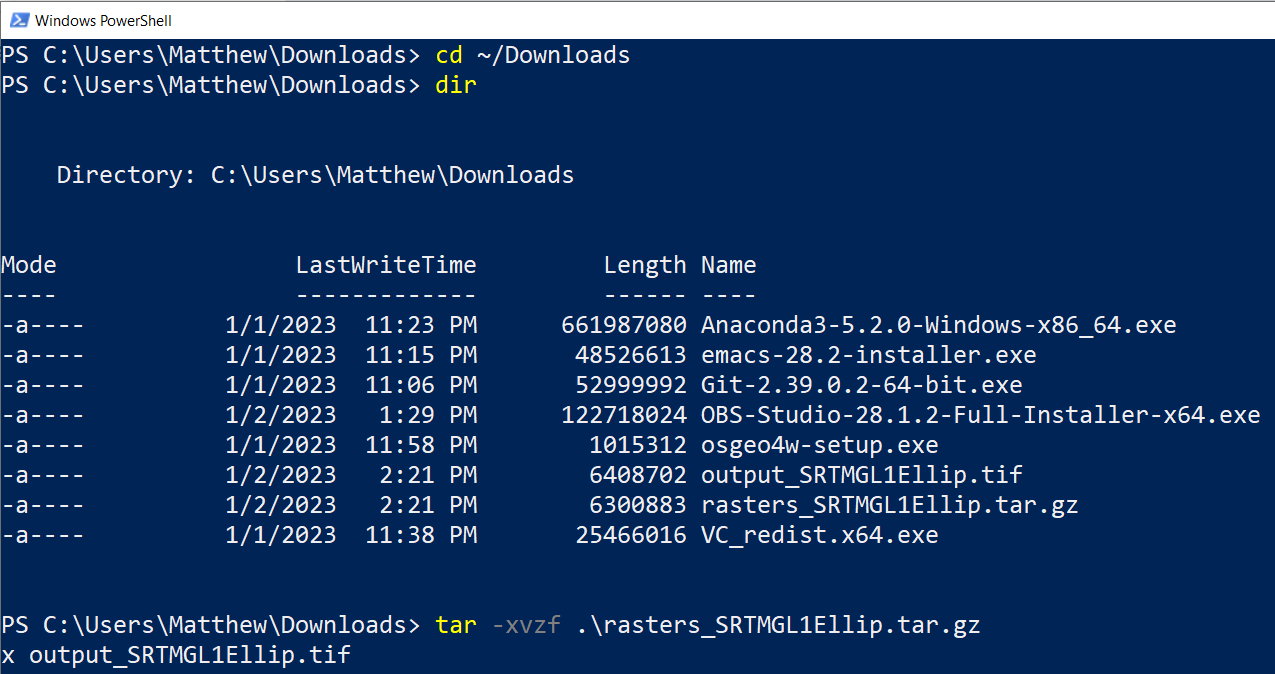 Windows PowerShell
PS C:\Users\Matthew\Downloads> cd ~/Downloads
PS C:\Users\Matthew\Downloads> dir
    Directory: C:\Users\Matthew\Downloads
Mode                 LastWriteTime         Length Name
----                 -------------         ------ ----
-a----          1/1/2023  11:23 PM      661987080 Anaconda3-5.2.0-Windows-x86_64.exe
-a----          1/1/2023  11:15 PM       48526613 emacs-28.2-installer.exe
-a----          1/1/2023  11:06 PM       52999992 Git-2.39.0.2-64-bit.exe
-a----          1/2/2023   1:29 PM      122718024 OBS-Studio-28.1.2-Full-Installer-x64.exe
-a----          1/1/2023  11:58 PM        1015312 osgeo4w-setup.exe
-a----          1/2/2023   2:21 PM        6408702 output_SRTMGL1Ellip.tif
-a----          1/2/2023   2:21 PM        6300883 rasters_SRTMGL1Ellip.tar.gz
-a----          1/1/2023  11:38 PM       25466016 VC_redist.x64.exe
PS C:\Users\Matthew\Downloads> tar -xvzf .\rasters_SRTMGL1Ellip.tar.gz
x output_SRTMGL1Ellip.tif